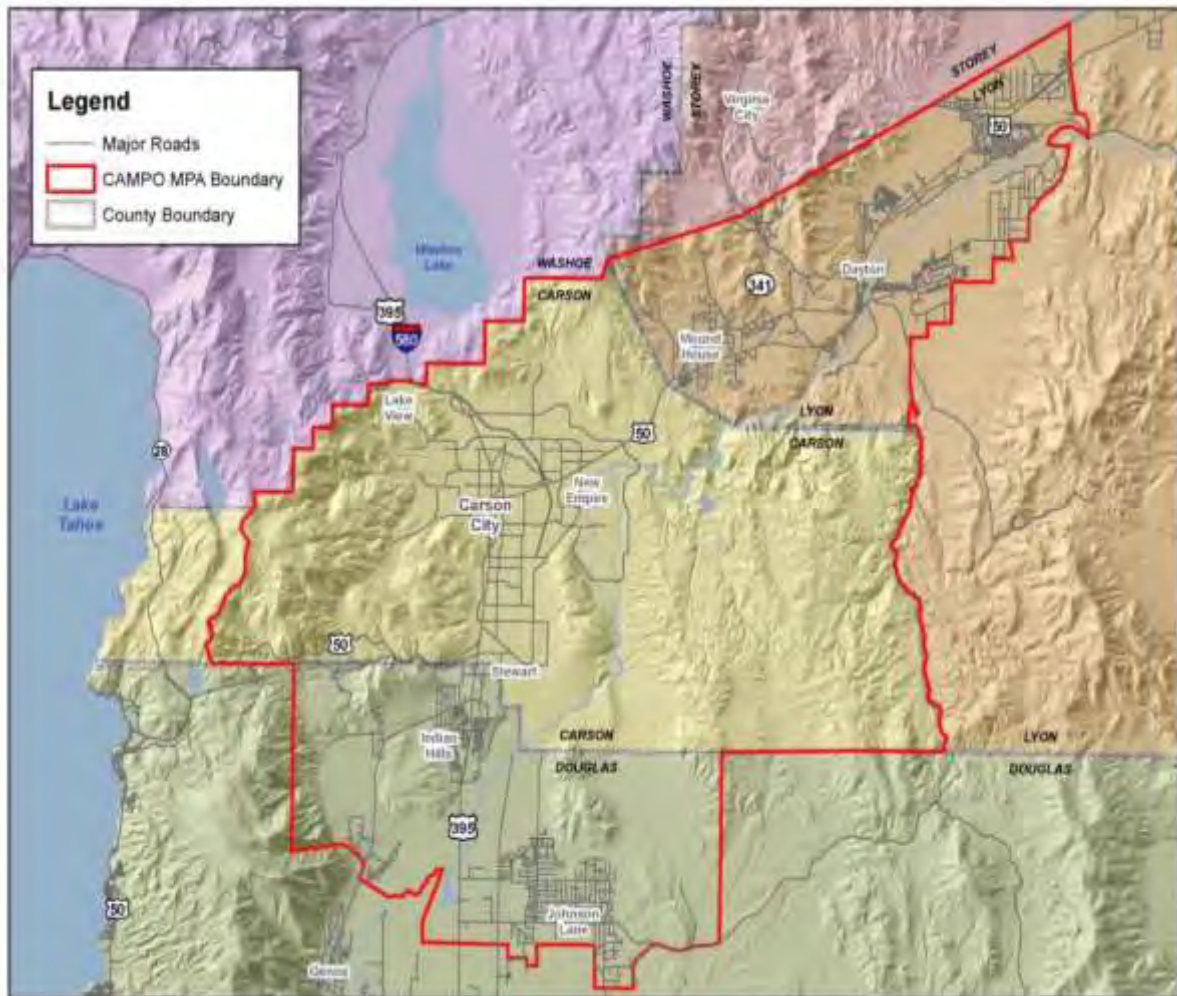 Legend
Major Roads
CAMPO MPA Boundary
County Boundary
WASHOE
STOREY
STOREY
LYON
Virginia
City
50
Washoe
Lake
WASHOE
CARSON
395
580
341
Dayton
Mound
House
Lake
View
LYON
CARSON
50
28
Lake
Tahoe
New
Empire
Carson
City
50
Stewart
Indian
Hills
CARSON
DOUGLAS
LYON
DOUGLAS
395
50
Johnson
Lane
Genoa